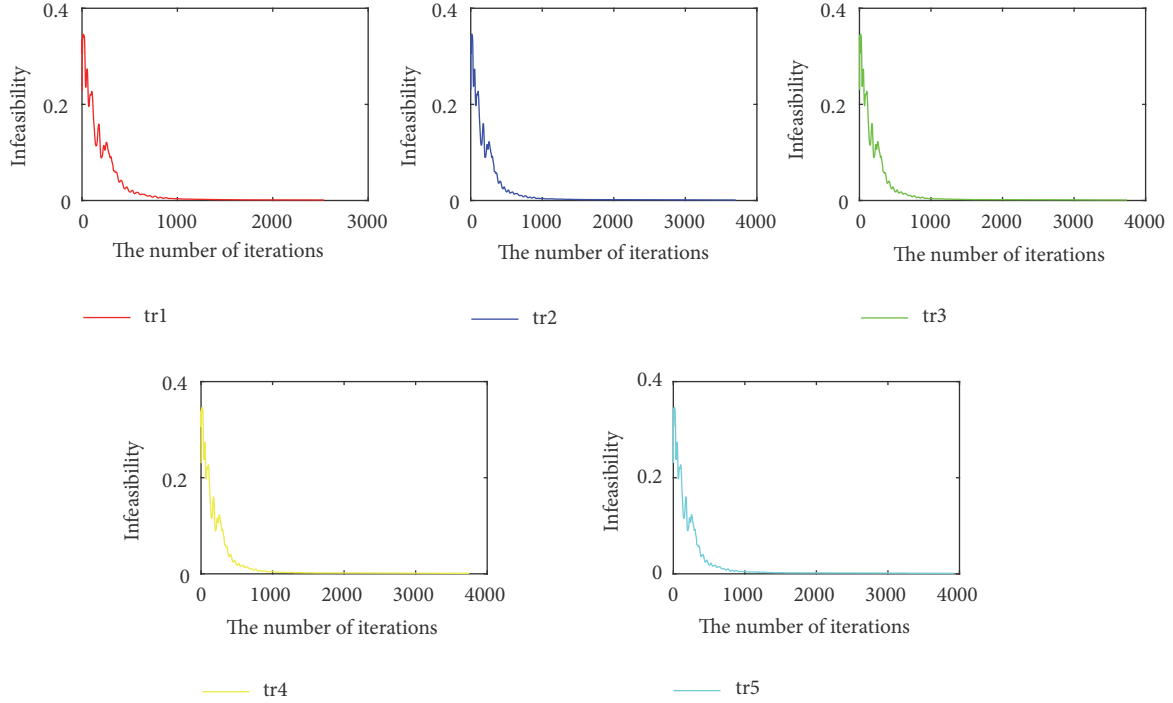 0.4
0.2
0
Infeasibility
0 1000 2000 3000
The number of iterations
tr1
0.4
0.2
0
Infeasibility
0 1000 2000 3000 4000
The number of iterations
tr2
0.4
0.2
0
Infeasibility
0 1000 2000 3000 4000
The number of iterations
tr3
0.4
0.2
0
Infeasibility
0 1000 2000 3000 4000
The number of iterations
tr4
0.4
0.2
0
Infeasibility
0 1000 2000 3000 4000
The number of iterations
tr5